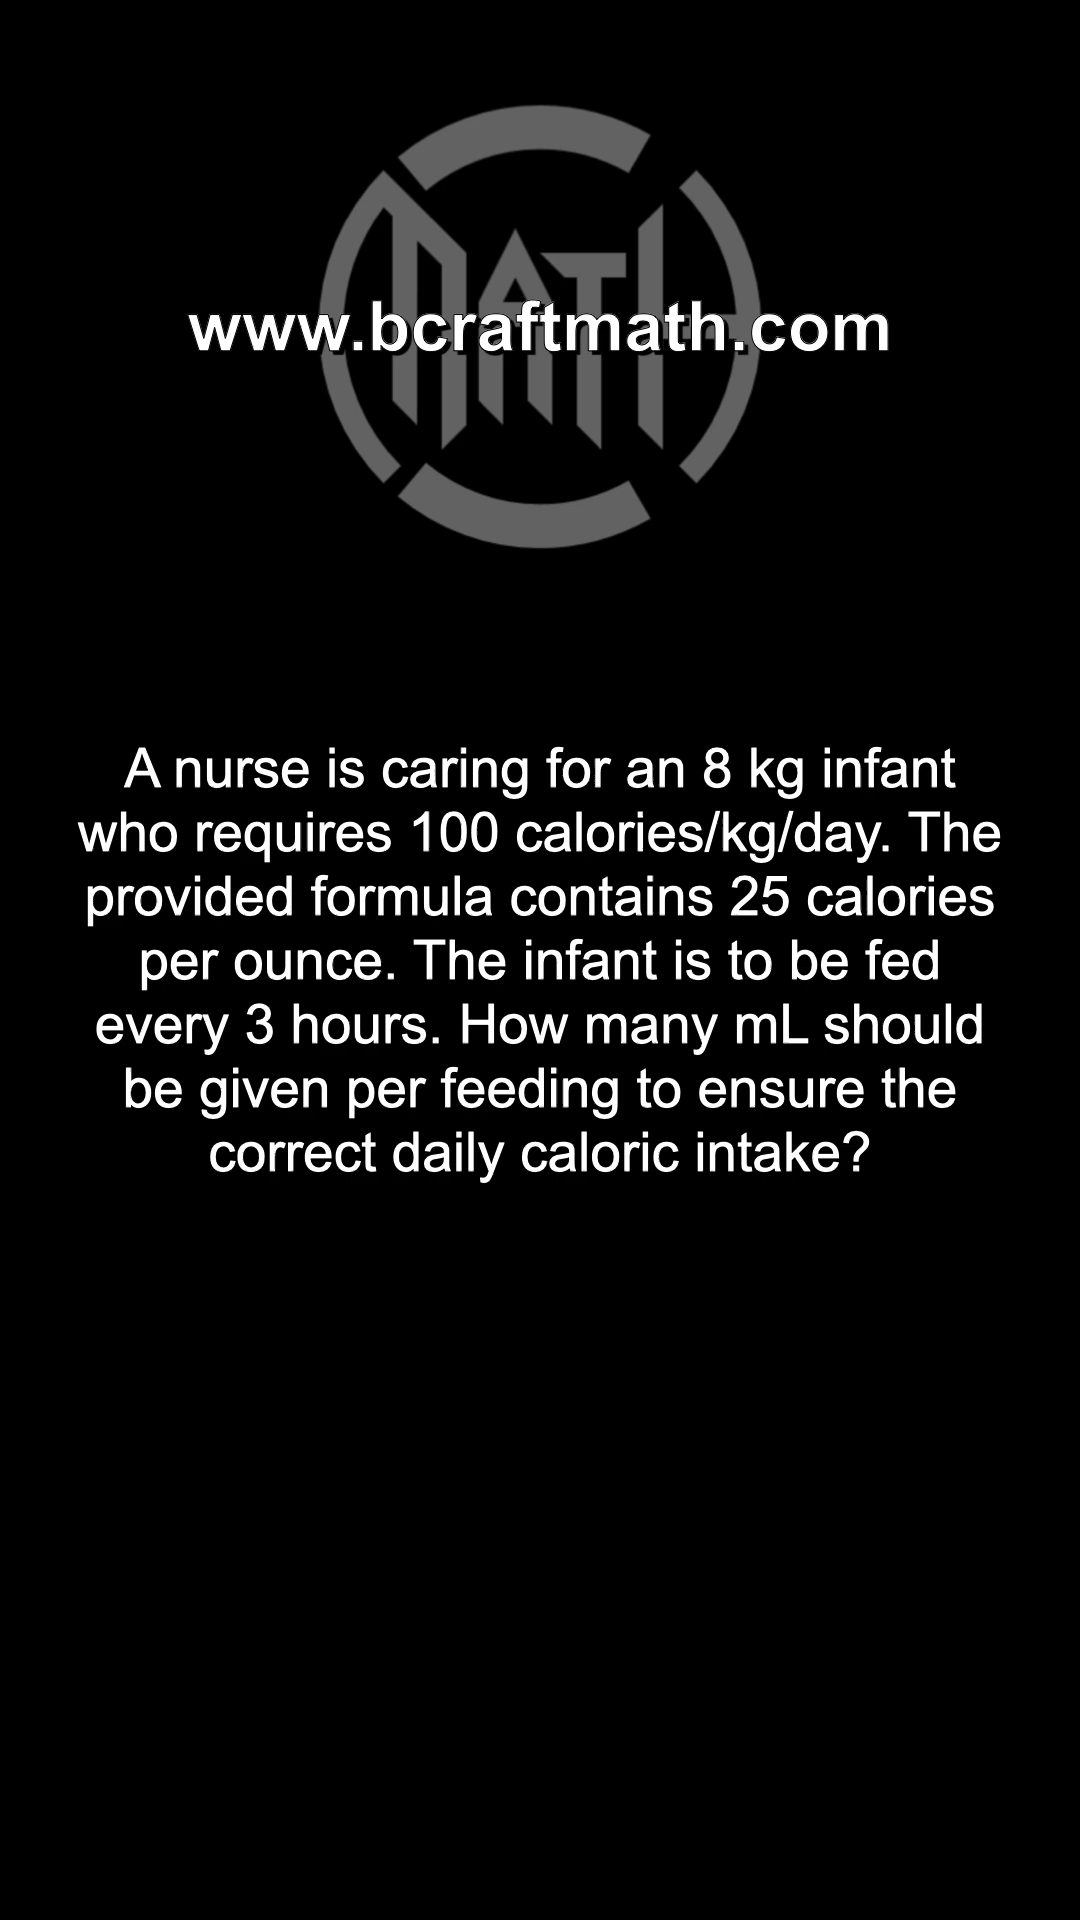 MATH
www.bcraftmath.com
A nurse is caring for an 8 kg infant
who requires 100 calories/kg/day. The
provided formula contains 25 calories
per ounce. The infant is to be fed
every 3 hours. How many mL should
be given per feeding to ensure the
correct daily caloric intake?